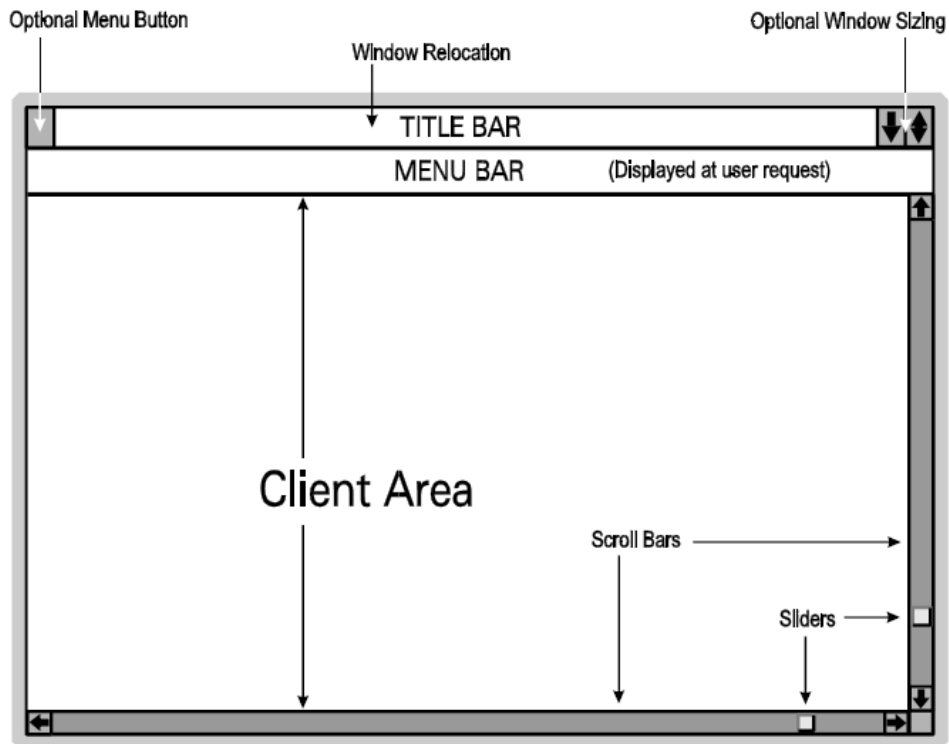 Optional Menu Button
Optional Window Sizing
Window Relocation
TITLE BAR
MENU BAR (Displayed at user request)
Client Area
Scroll Bars
Sliders